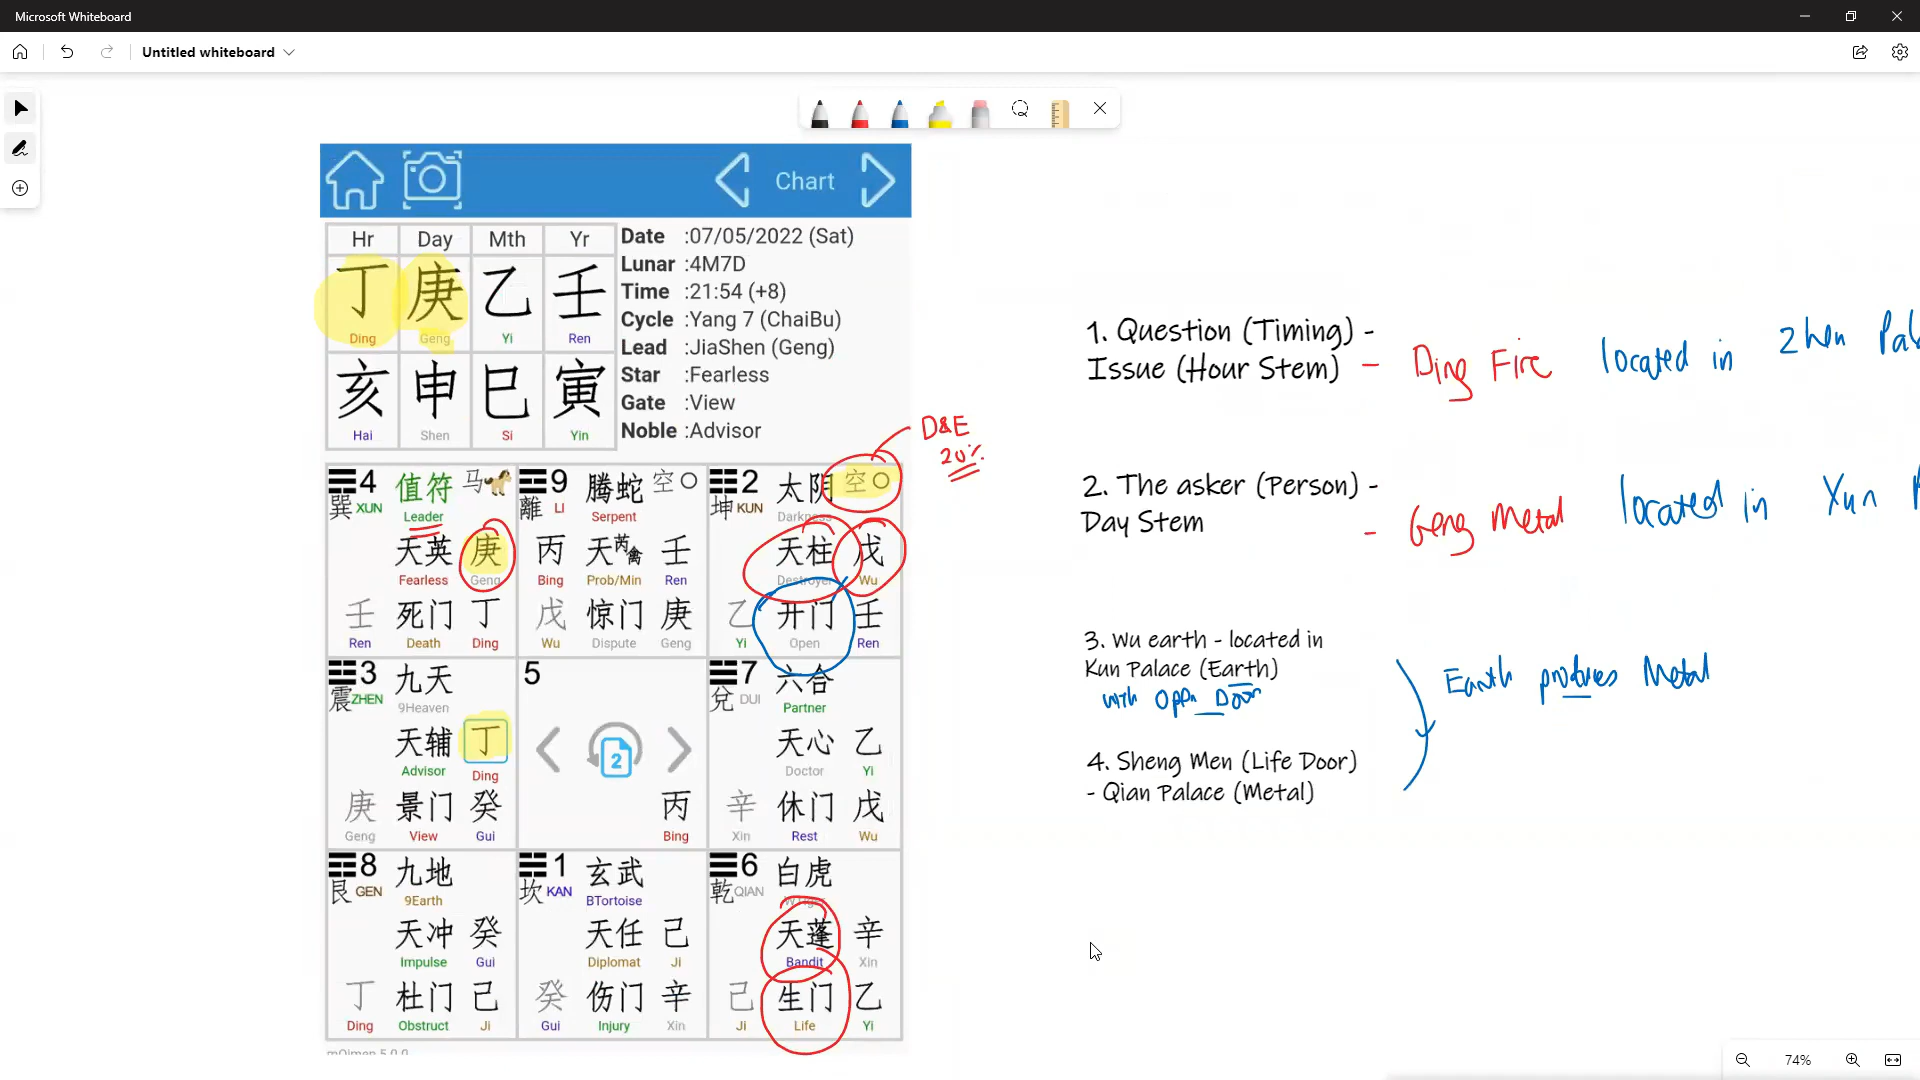 Microsoft Whiteboard
Untitled whiteboard
Chart
Hr Day Mth Yr
丁 庚 乙 壬
Ding Geng Yi Ren
亥 申 巳 寅
Hai Shen Si Yin
Date :07/05/2022 (Sat)
Lunar :4M7D
Time :21:54 (+8)
Cycle :Yang 7 (ChaiBu)
Lead :JiaShen (Geng)
Star :Fearless
Gate :View
Noble :Advisor
D&E
20%
4 值符 马
巽 XUN Leader
天英 庚
Fearless Geng
壬 死门 丁
Ren Death Ding
9 腾蛇 空
離 LI Serpent
丙 天芮禽 壬
Bing Prob/Min Ren
戊 惊门 庚
Wu Dispute Geng
2 太阴 空
坤 KUN Darkness
天柱 戊
Destroyer Wu
乙 开门 壬
Yi Open Ren
3 九天
震 ZHEN 9Heaven
天辅 丁
Advisor Ding
庚 景门 癸
Geng View Gui
5
2
丙
Bing
7 六合
兌 DUI Partner
天心 乙
Doctor Yi
辛 休门 戊
Xin Rest Wu
8 九地
艮 GEN 9Earth
天冲 癸
Impulse Gui
丁 杜门 己
Ding Obstruct Ji
1 玄武
坎 KAN BTortoise
天任 己
Diplomat Ji
癸 伤门 辛
Gui Injury Xin
6 白虎
乾 QIAN WTiger
天蓬 辛
Bandit Xin
己 生门 乙
Ji Life Yi
mQimen 5.0.0
1. Question (Timing) -
Issue (Hour Stem) - Ding Fire located in Zhen Pal
2. The asker (Person) -
Day Stem - Geng Metal located in Xun
3. Wu earth - located in
Kun Palace (Earth)
with Open Door
Earth produces Metal
4. Sheng Men (Life Door)
- Qian Palace (Metal)
74%